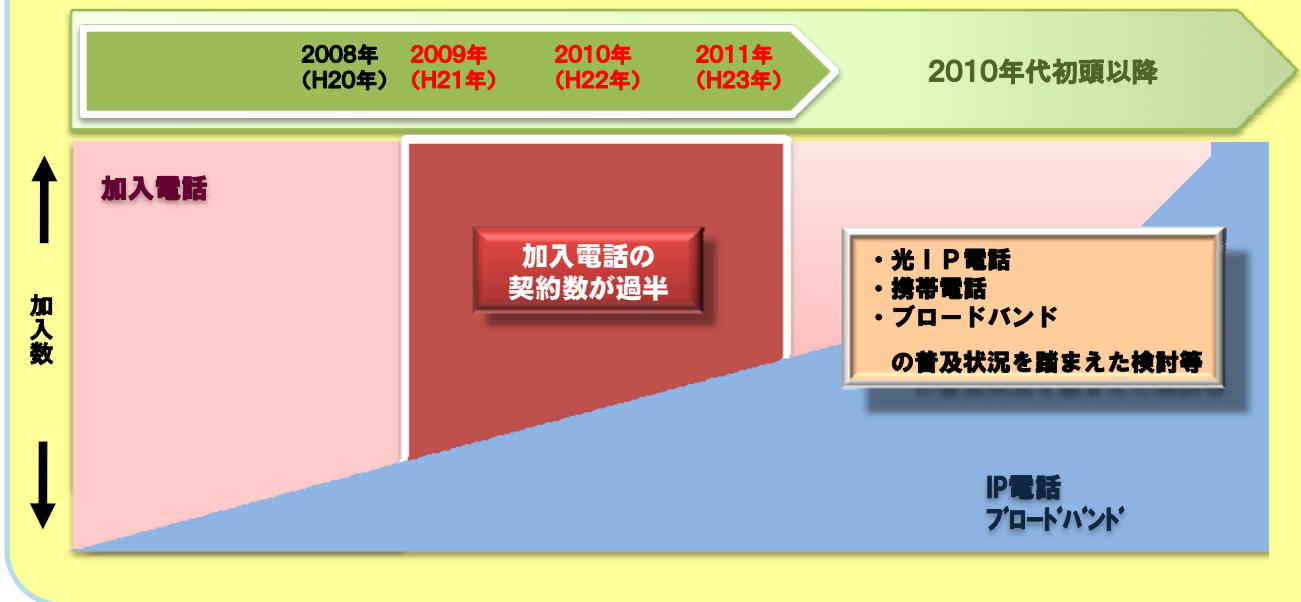 2008年
(H20年)
2009年
(H21年)
2010年
(H22年)
2011年
(H23年)
2010年代初頭以降
加入電話
加入数
加入電話の
契約数が過半
・光ＩＰ電話
・携帯電話
・ブロードバンド
の普及状況を踏まえた検討等
IP電話
ﾌﾞﾛｰﾄﾞﾊﾞﾝﾄﾞ